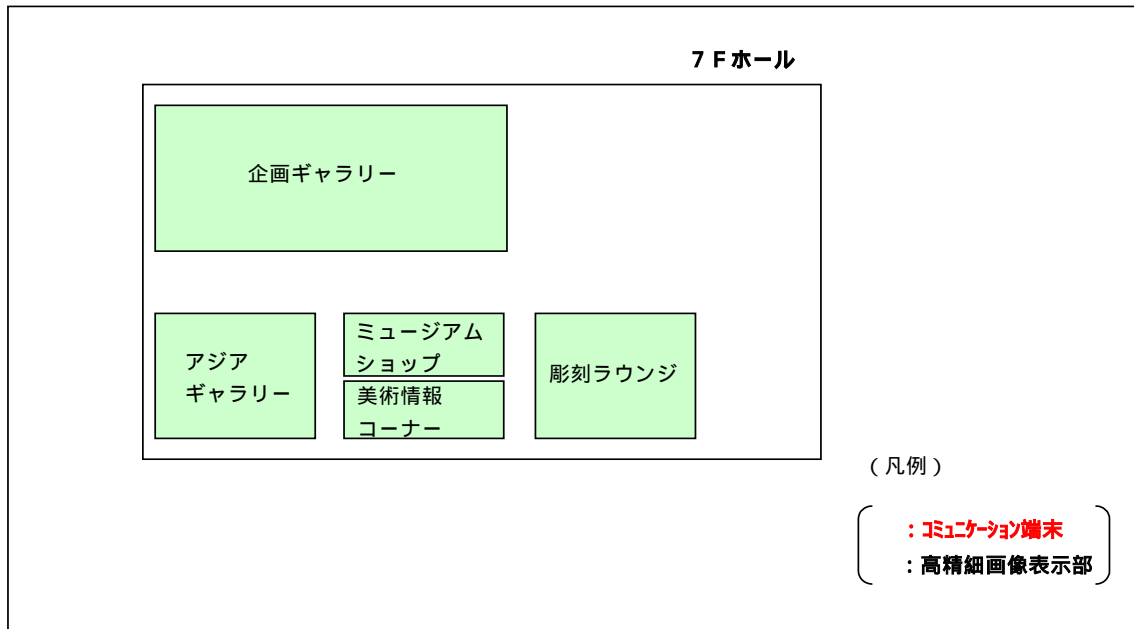 ７Ｆホール
企画ギャラリー
アジア
ギャラリー
ミュージアム
ショップ
美術情報
コーナー
彫刻ラウンジ
（凡例）
：ｺﾐｭﾆｹｰｼｮﾝ端末
：高精細画像表示部